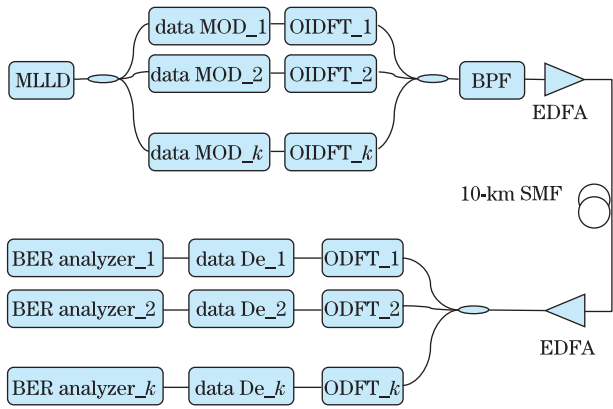 data MOD_1 OIDFT_1
MLLD data MOD_2 OIDFT_2 BPF
EDFA
data MOD_k OIDFT_k
10-km SMF
BER analyzer_1 data De_1 ODFT_1
BER analyzer_2 data De_2 ODFT_2
EDFA
BER analyzer_k data De_k ODFT_k